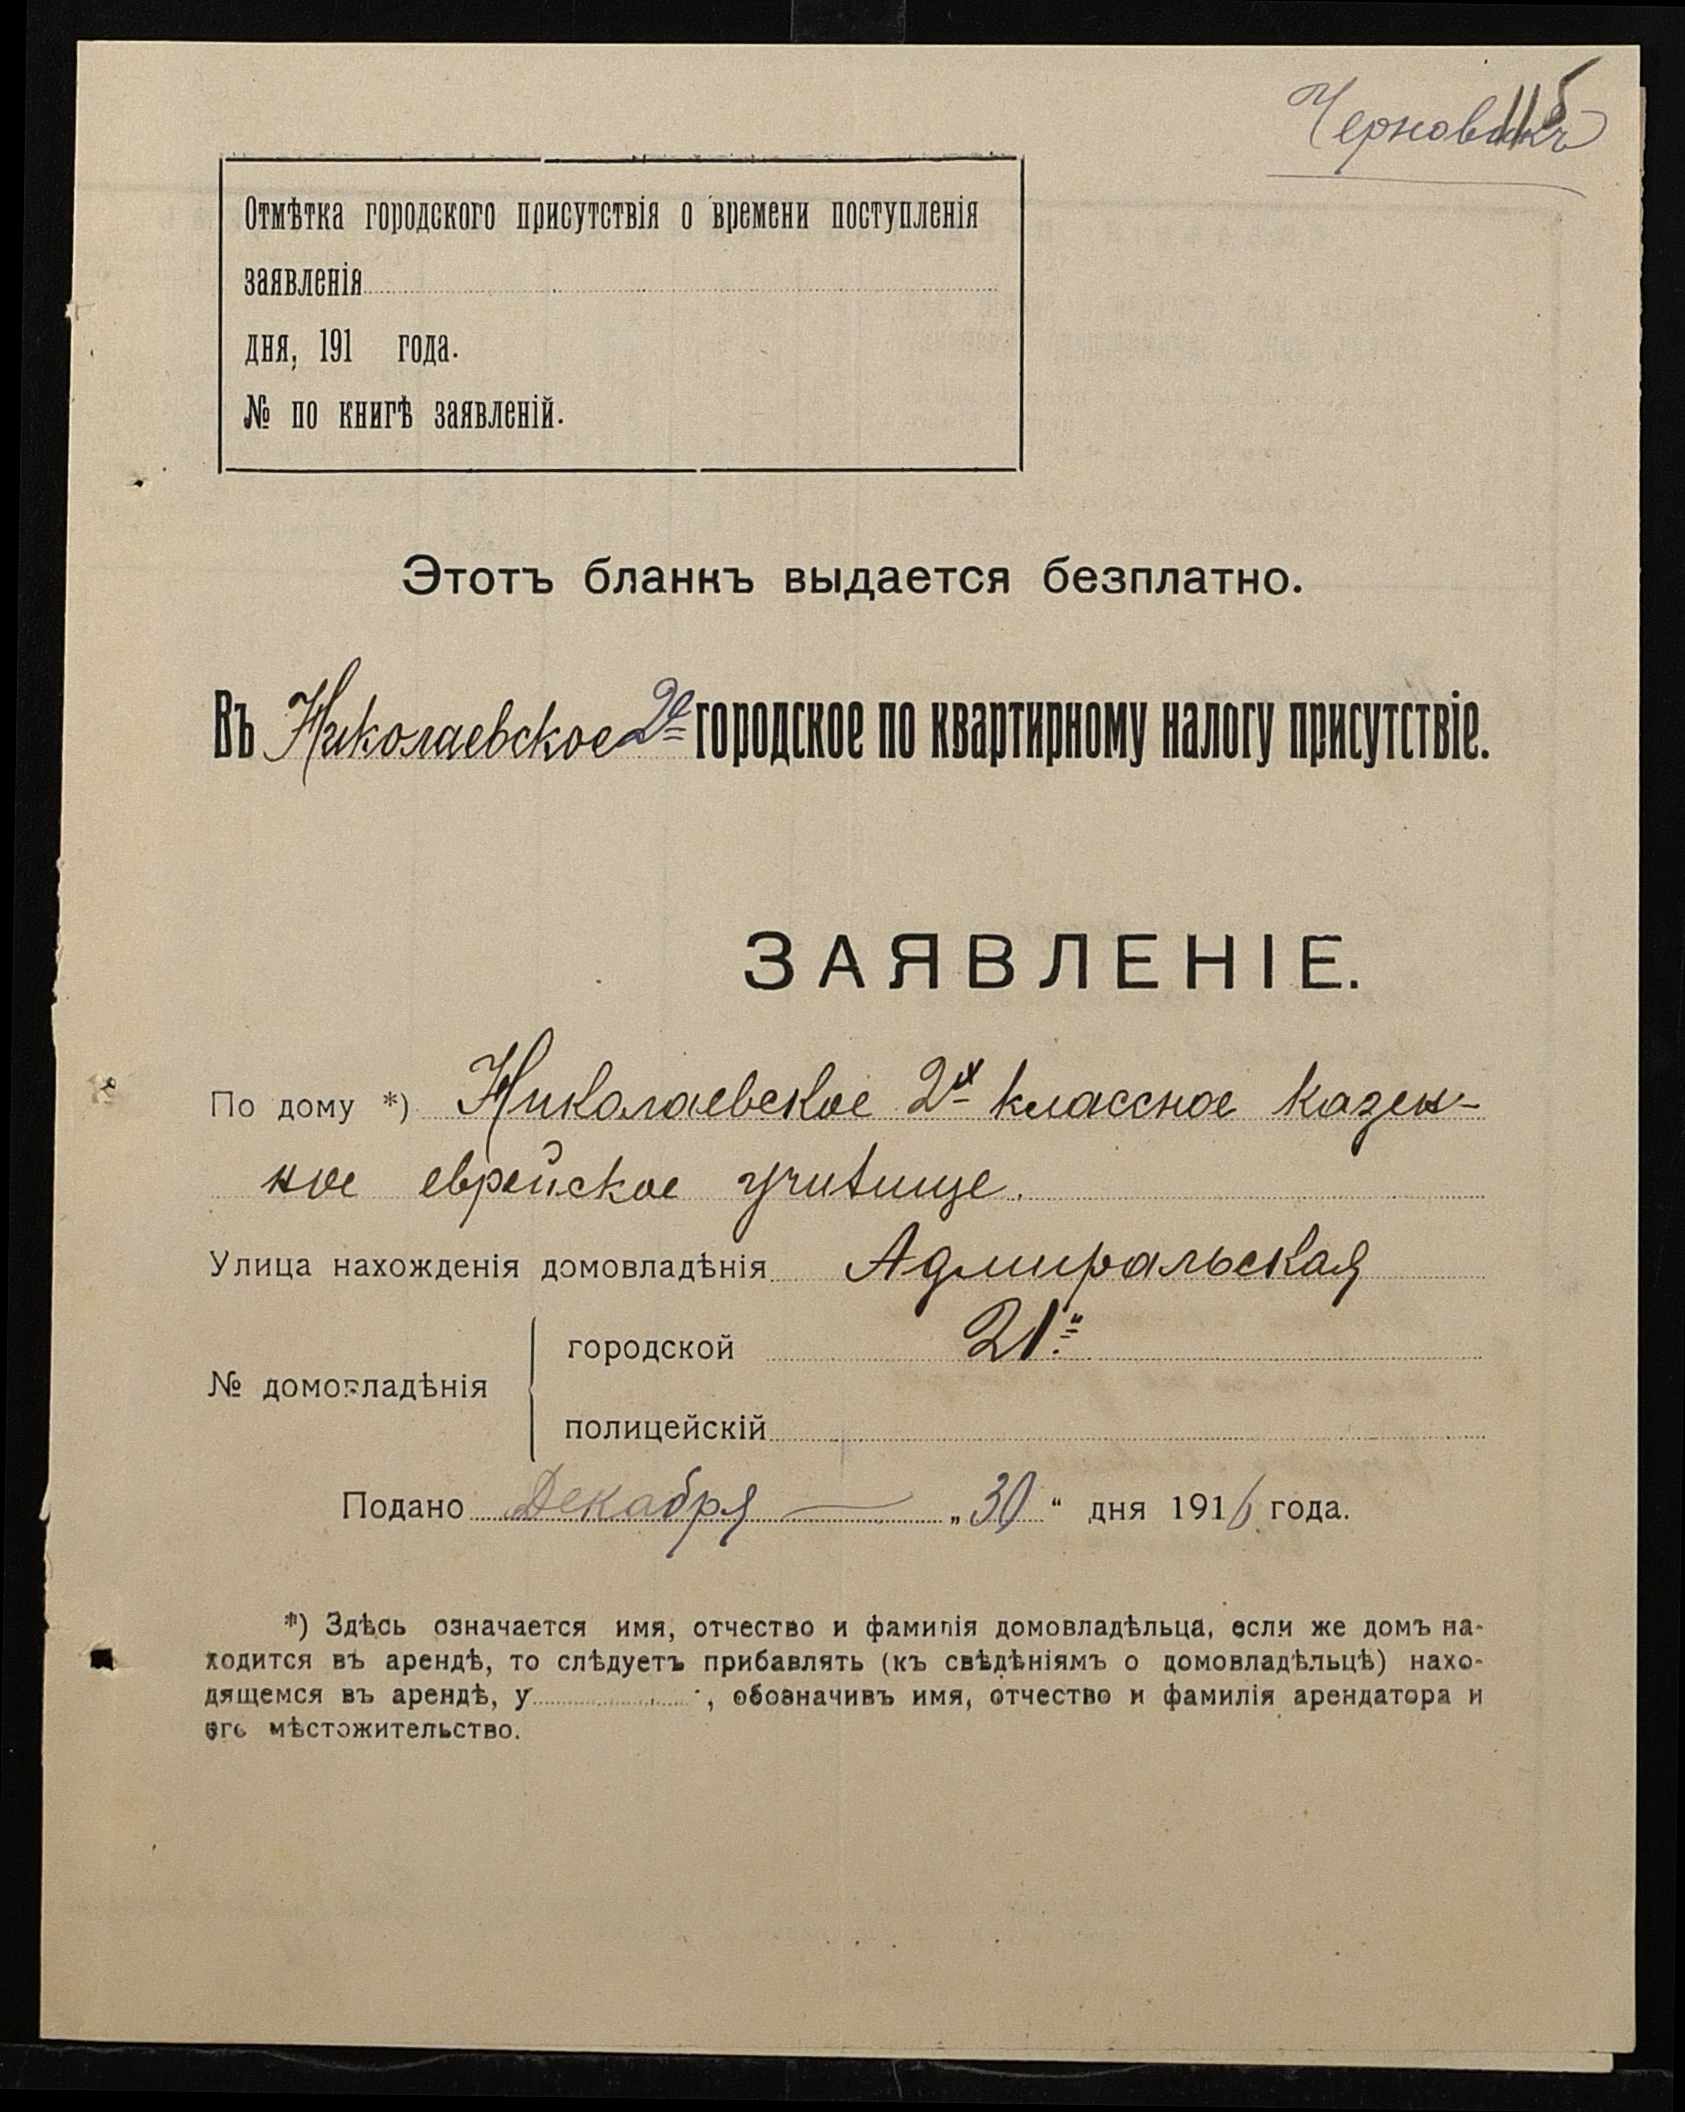 Черновикъ
115
Отмѣтка городского присутствія о времени поступленія
заявленія
дня, 191 года.
№ по книгѣ заявленій.
Этотъ бланкъ выдается безплатно.
Въ Николаевское 2е городское по квартирному налогу присутствіе.
ЗАЯВЛЕНІЕ.
По дому *) Николаевское 2х классное казен-
ное еврейское училище.
Улица нахожденія домовладѣнія Адмиральская
городской 21.
№ домовладѣнія
полицейскій
Подано Декабря — „30“ дня 1916 года.
*) Здѣсь означается имя, отчество и фамилія домовладѣльца, если же домъ на-
ходится въ арендѣ, то слѣдуетъ прибавлять (къ свѣдѣніямъ о домовладѣльцѣ) нахо-
дящемся въ арендѣ, у , обозначивъ имя, отчество и фамилія арендатора и
его мѣстожительство.